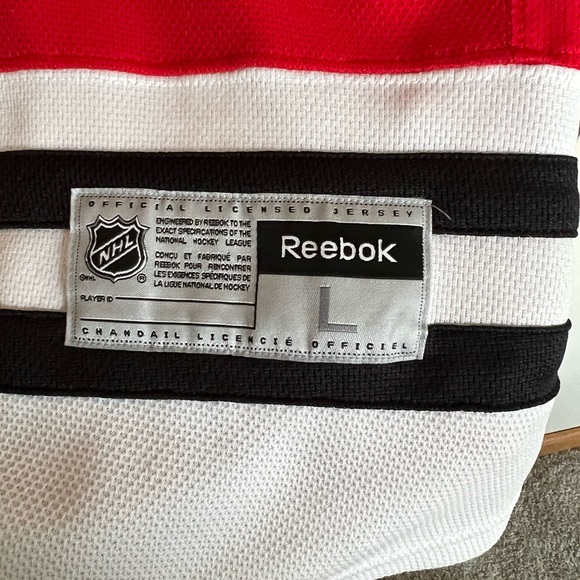 OFFICIAL LICENSED JERSEY
NHL
©NHL ®
ENGINEERED BY REEBOK TO THE
EXACT SPECIFICATIONS OF THE
NATIONAL HOCKEY LEAGUE
CONÇU ET FABRIQUÉ PAR
REEBOK POUR RENCONTRER
LES EXIGENCES SPÉCIFIQUES DE
LA LIGUE NATIONALE DE HOCKEY
PLAYER ID
Reebok
L
CHANDAIL LICENCIÉ OFFICIEL